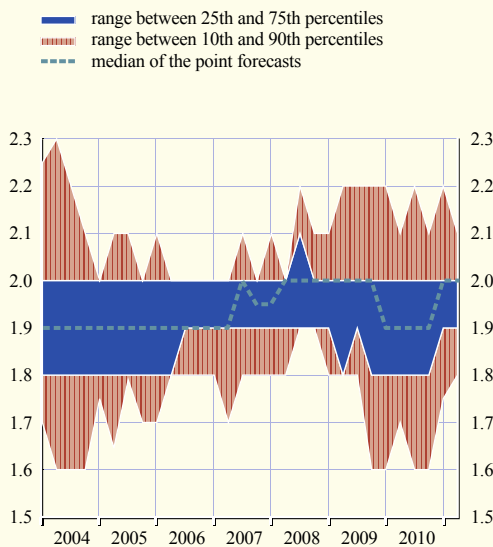 range between 25th and 75th percentiles
range between 10th and 90th percentiles
median of the point forecasts
2.3 2.3
2.2 2.2
2.1 2.1
2.0 2.0
1.9 1.9
1.8 1.8
1.7 1.7
1.6 1.6
1.5 1.5
2004 2005 2006 2007 2008 2009 2010